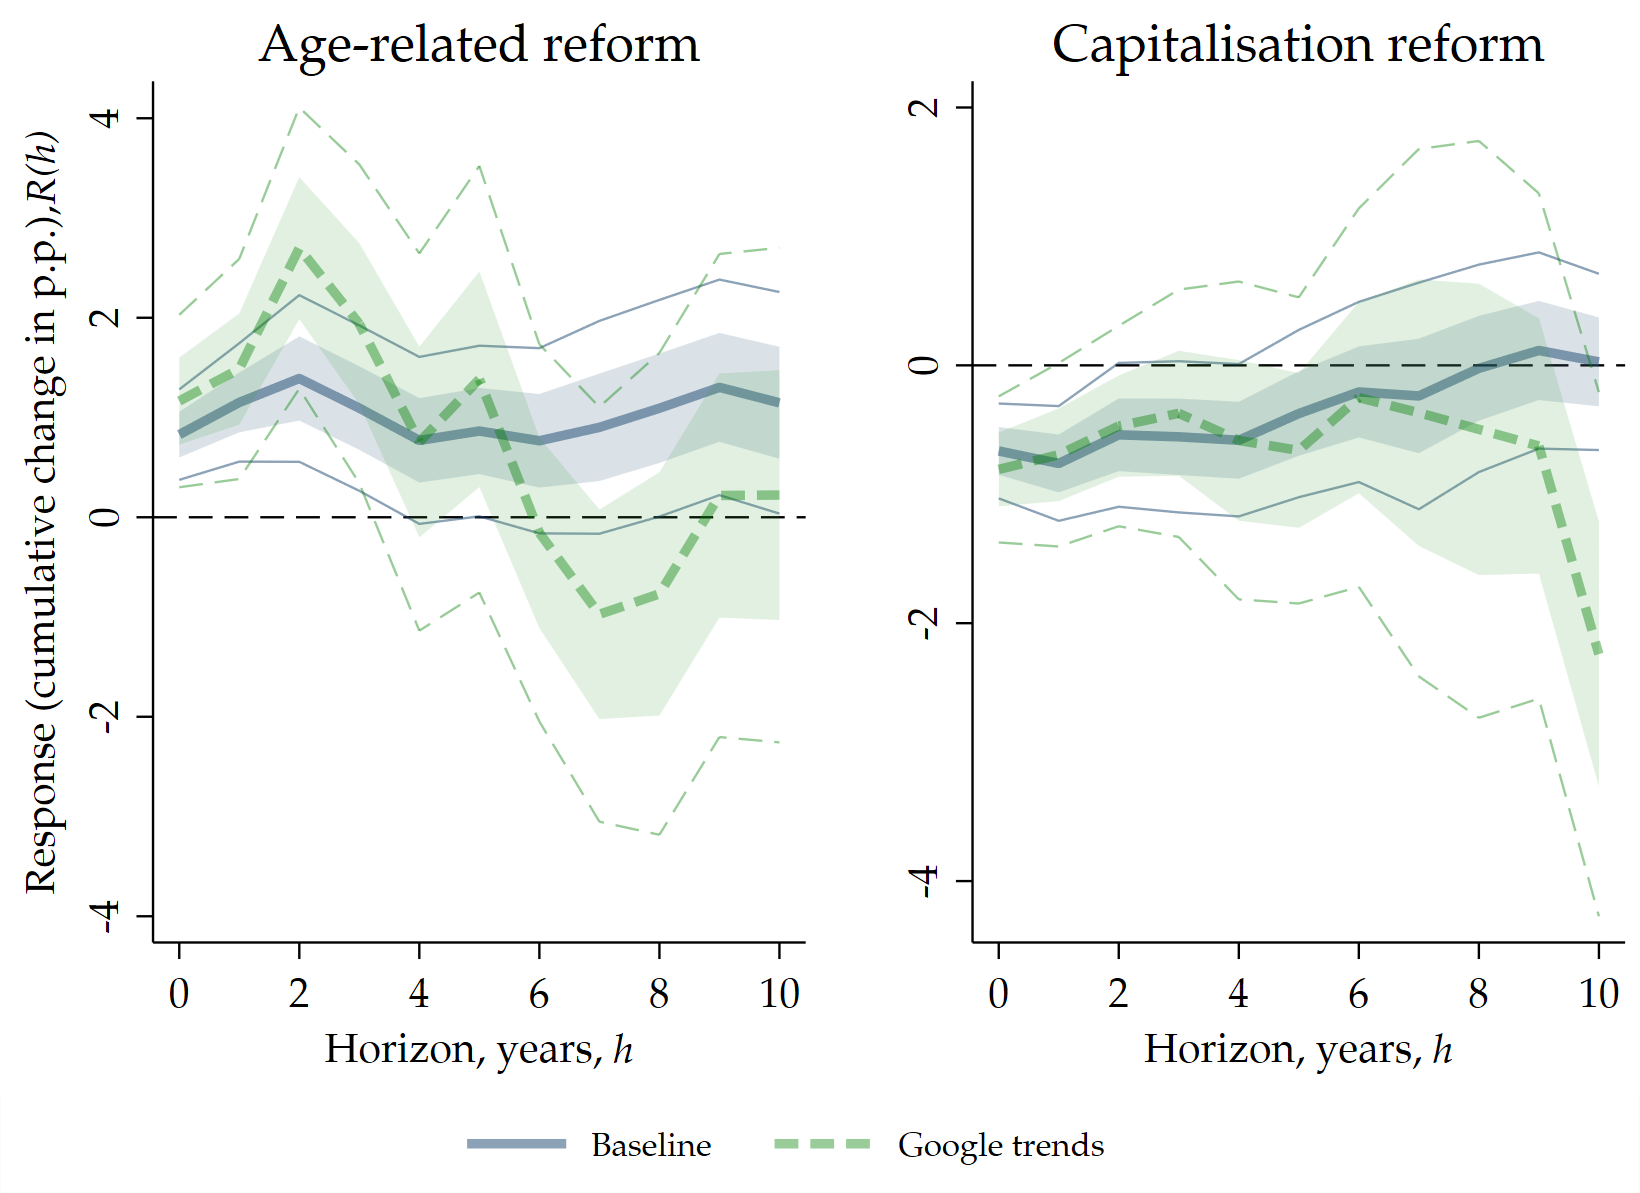 Age-related reform
Capitalisation reform
Response (cumulative change in p.p.),R(h)
4
2
0
-2
-4
2
0
-2
-4
0 2 4 6 8 10
0 2 4 6 8 10
Horizon, years, h
Horizon, years, h
Baseline
Google trends